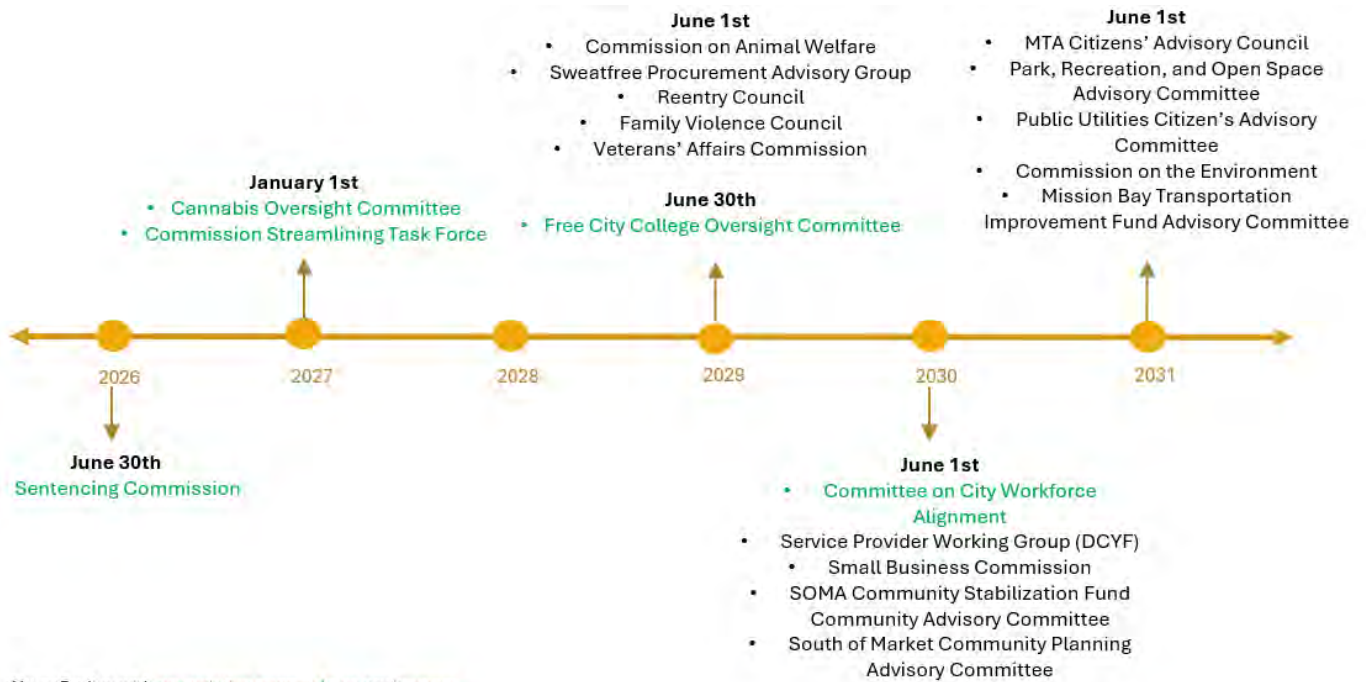 June 1st
• Commission on Animal Welfare
• Sweatfree Procurement Advisory Group
• Reentry Council
• Family Violence Council
• Veterans' Affairs Commission
June 30th
• Free City College Oversight Committee
June 1st
• MTA Citizens' Advisory Council
• Park, Recreation, and Open Space
Advisory Committee
• Public Utilities Citizen's Advisory
Committee
• Commission on the Environment
• Mission Bay Transportation
Improvement Fund Advisory Committee
January 1st
• Cannabis Oversight Committee
• Commission Streamlining Task Force
2026
2027
2028
2029
2030
2031
June 30th
Sentencing Commission
June 1st
• Committee on City Workforce
Alignment
• Service Provider Working Group (DCYF)
• Small Business Commission
• SOMA Community Stabilization Fund
Community Advisory Committee
• South of Market Community Planning
Advisory Committee